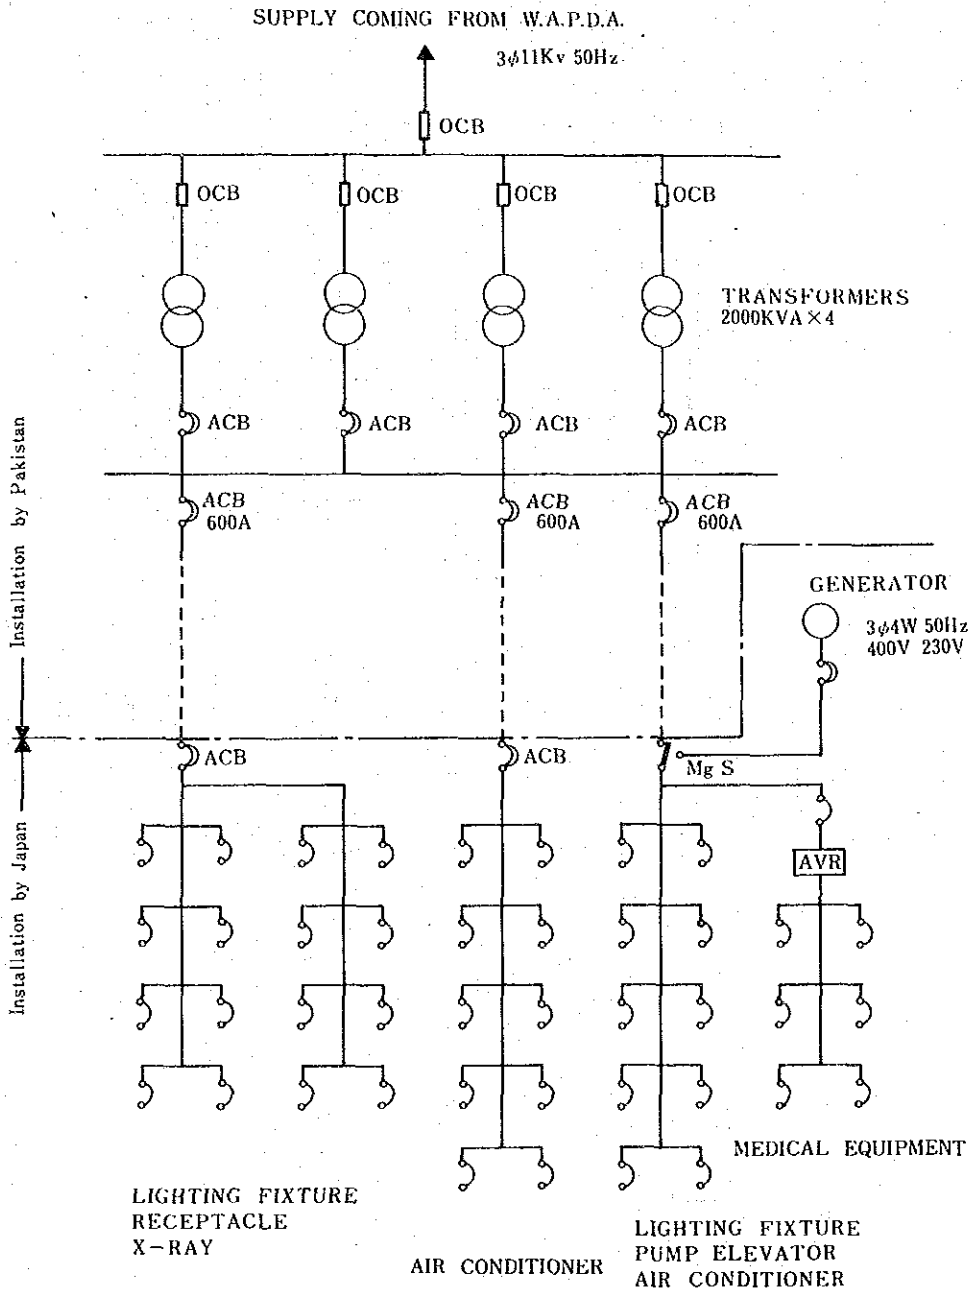 SUPPLY COMING FROM W.A.P.D.A.
3φ11Kv 50Hz
OCB
OCB
OCB
OCB
OCB
TRANSFORMERS
2000KVA×4
ACB
ACB
ACB
ACB
ACB
600A
ACB
600A
ACB
600A
Installation by Pakistan
GENERATOR
3φ4W 50Hz
400V 230V
ACB
ACB
Mg S
Installation by Japan
AVR
MEDICAL EQUIPMENT
LIGHTING FIXTURE
RECEPTACLE
X-RAY
AIR CONDITIONER
LIGHTING FIXTURE
PUMP ELEVATOR
AIR CONDITIONER